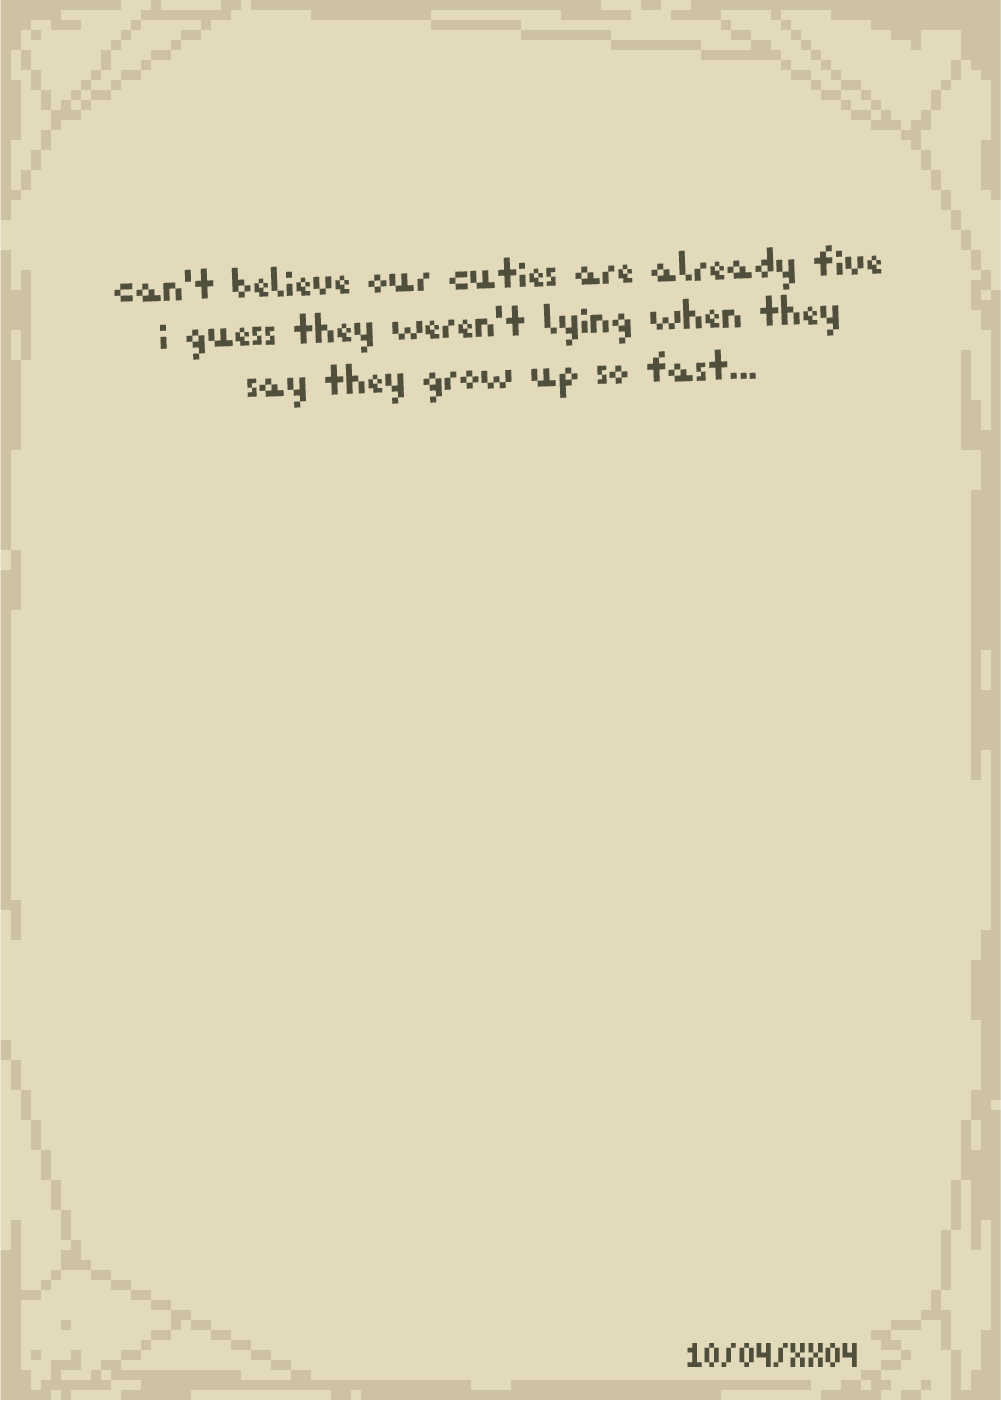 can't believe our cuties are already five
i guess they weren't lying when they
say they grow up so fast...
10/04/XX04